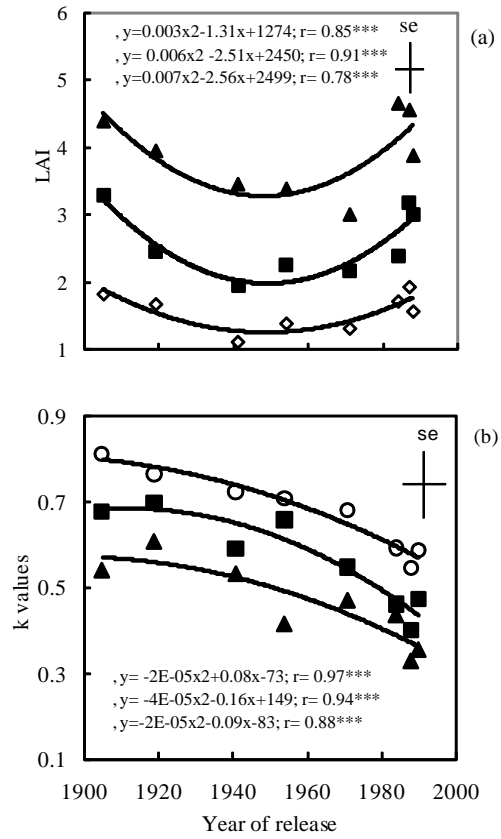 , y=0.003x2-1.31x+1274; r= 0.85***
, y= 0.006x2 -2.51x+2450; r= 0.91***
, y=0.007x2-2.56x+2499; r= 0.78***
se
(a)
6
5
4
3
2
1
LAI
0.9
0.7
0.5
0.3
0.1
k values
se
(b)
, y= -2E-05x2+0.08x-73; r= 0.97***
, y= -4E-05x2-0.16x+149; r= 0.94***
, y=-2E-05x2-0.09x-83; r= 0.88***
1900 1920 1940 1960 1980 2000
Year of release